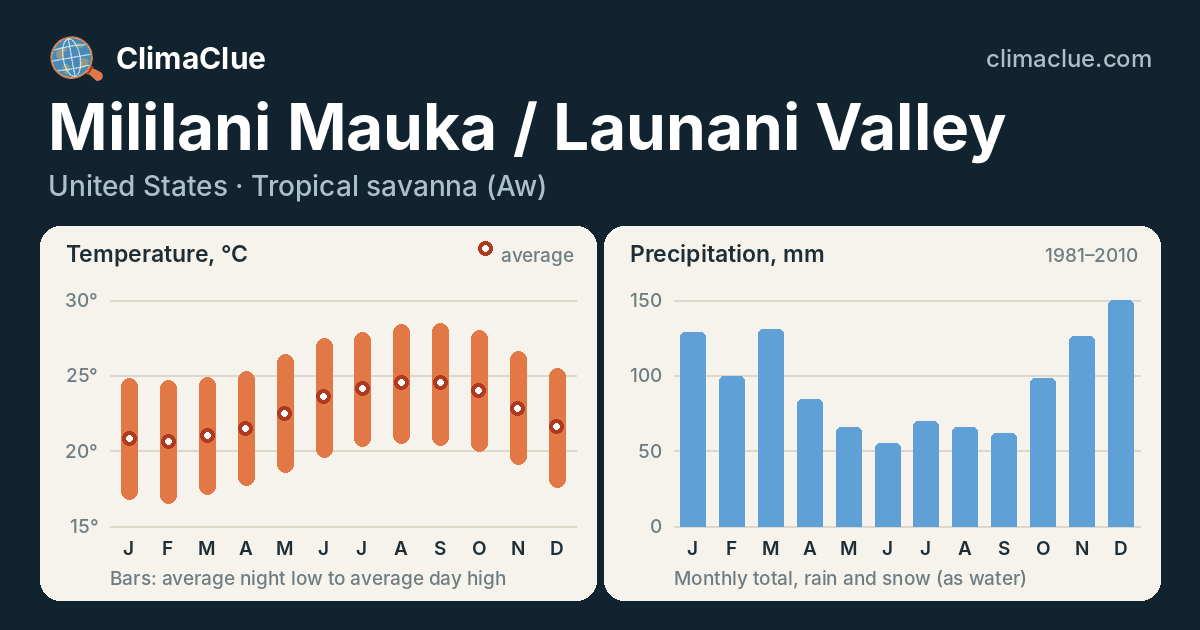 ClimaClue
climaclue.com
Mililani Mauka / Launani Valley
United States · Tropical savanna (Aw)
Temperature, °C
average
30°
25°
20°
15°
J F M A M J J A S O N D
Bars: average night low to average day high
Precipitation, mm
1981–2010
150
100
50
0
J F M A M J J A S O N D
Monthly total, rain and snow (as water)